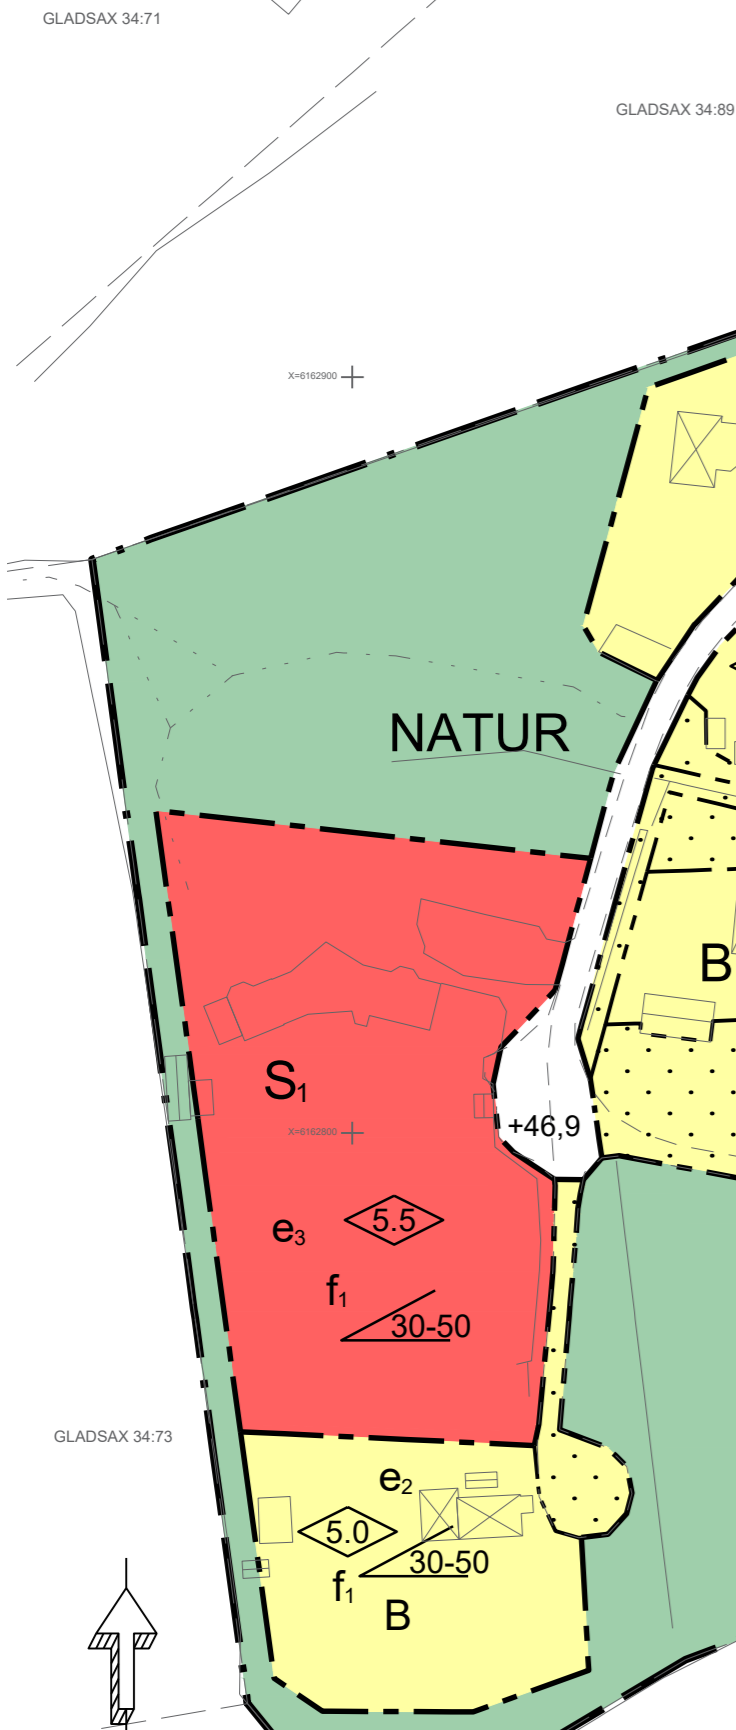 GLADSAX 34:71
GLADSAX 34:89
X=6162900
NATUR
B
S1
+46,9
X=6162800
5.5
e3
f1
30-50
GLADSAX 34:73
e2
5.0
30-50
f1
B